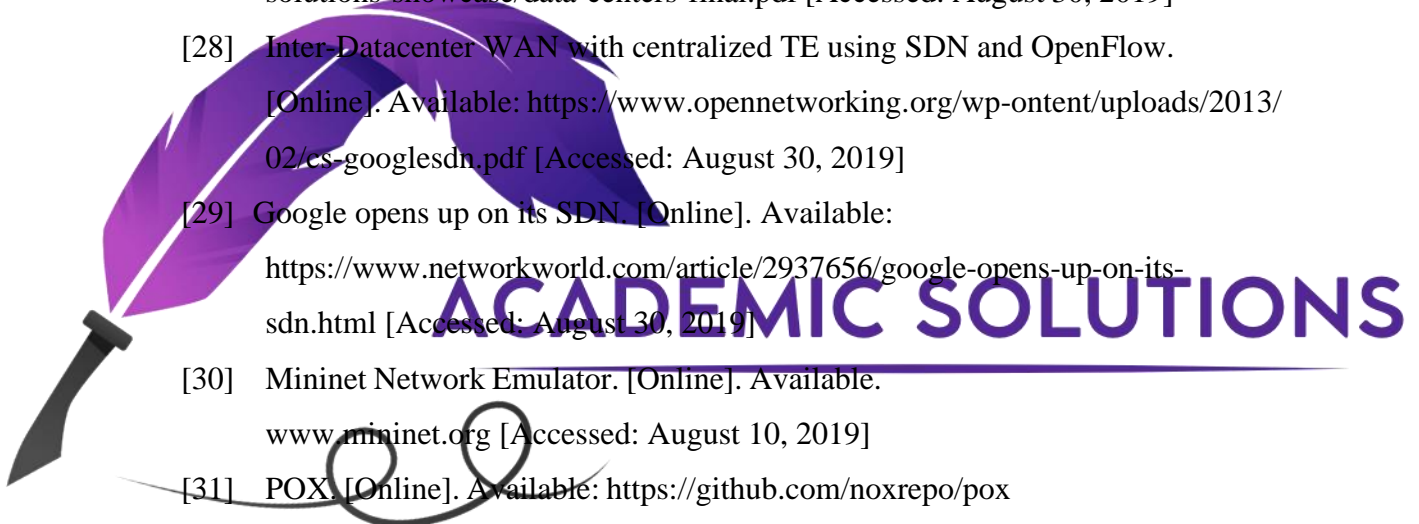 solutions-showcase/data-centers-final.pdf [Accessed: August 30, 2019]
[28] Inter-Datacenter WAN with centralized TE using SDN and OpenFlow.
[Online]. Available: https://www.opennetworking.org/wp-ontent/uploads/2013/
02/cs-googlesdn.pdf [Accessed: August 30, 2019]
[29] Google opens up on its SDN. [Online]. Available:
https://www.networkworld.com/article/2937656/google-opens-up-on-its-
sdn.html [Accessed: August 30, 2019]
ACADEMIC SOLUTIONS
[30] Mininet Network Emulator. [Online]. Available.
www.mininet.org [Accessed: August 10, 2019]
[31] POX. [Online]. Available: https://github.com/noxrepo/pox